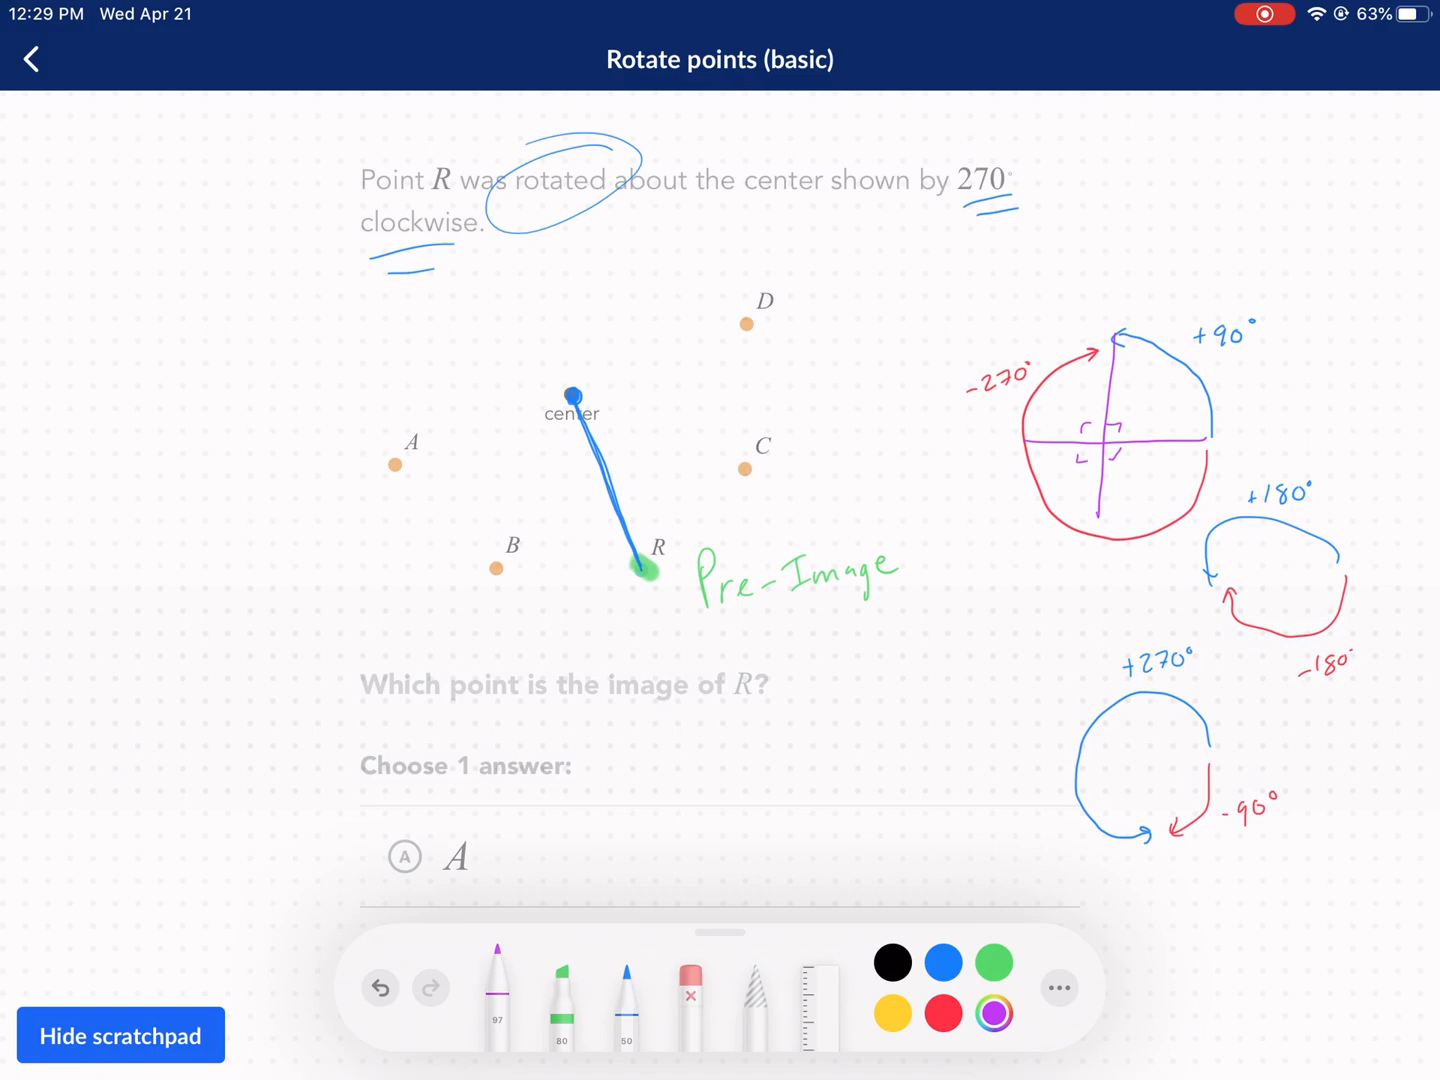 12:29 PM Wed Apr 21
63%
Rotate points (basic)
Point R was rotated about the center shown by 270°
clockwise.
D
+90°
-270°
center
A
C
+180°
B
R
Pre-Image
-180°
+270°
Which point is the image of R?
Choose 1 answer:
-90°
A A
97
80
50
Hide scratchpad